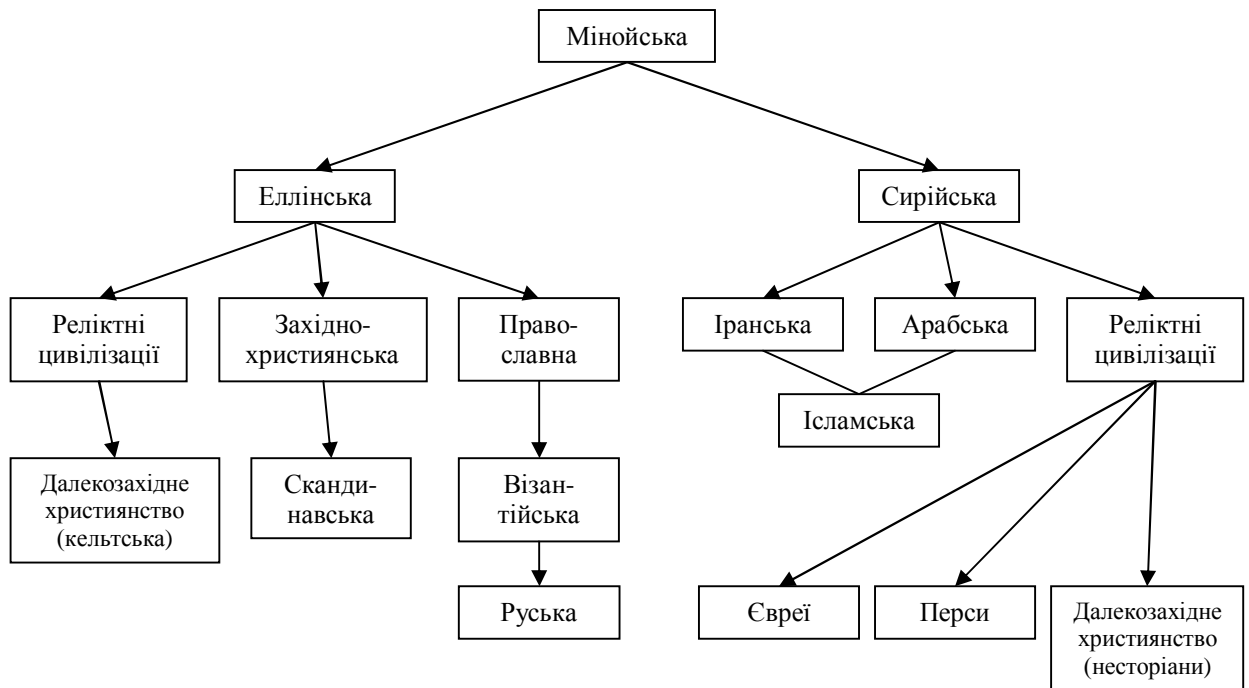 Мінойська
Еллінська
Сирійська
Реліктні
цивілізації
Західно-
християнська
Право-
славна
Іранська
Арабська
Реліктні
цивілізації
Ісламська
Далекозахідне
християнство
(кельтська)
Сканди-
навська
Візан-
тійська
Руська
Євреї
Перси
Далекозахідне
християнство
(несторіани)